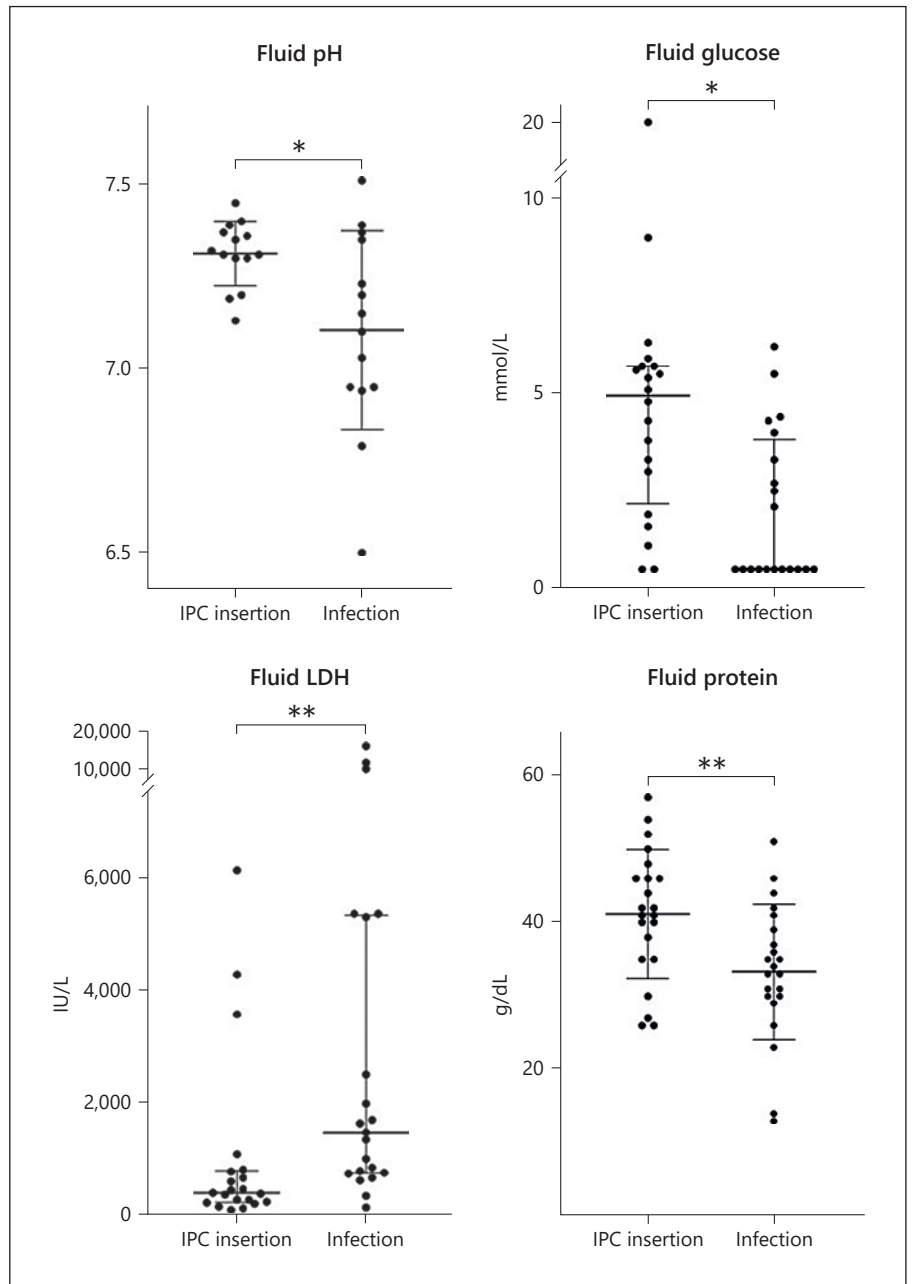 Fluid pH
*
7.5
7.0
6.5
IPC insertion
Infection
Fluid glucose
*
20
10
5
0
mmol/L
IPC insertion
Infection
Fluid LDH
**
20,000
10,000
6,000
4,000
2,000
0
IU/L
IPC insertion
Infection
Fluid protein
**
60
40
20
g/dL
IPC insertion
Infection